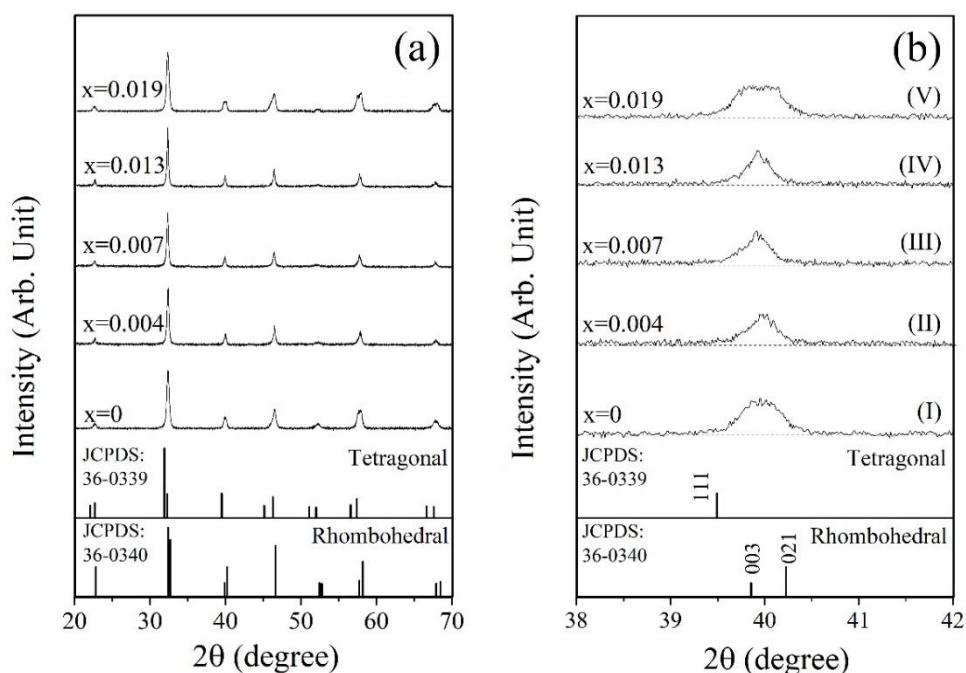 (a)
x=0.019
x=0.013
x=0.007
x=0.004
x=0
JCPDS:
36-0339
Tetragonal
JCPDS:
36-0340
Rhombohedral
Intensity (Arb. Unit)
20 30 40 50 60 70
2θ (degree)
(b)
x=0.019 (V)
x=0.013 (IV)
x=0.007 (III)
x=0.004 (II)
x=0 (I)
JCPDS:
36-0339
Tetragonal
111
JCPDS:
36-0340
Rhombohedral
003
021
Intensity (Arb. Unit)
38 39 40 41 42
2θ (degree)